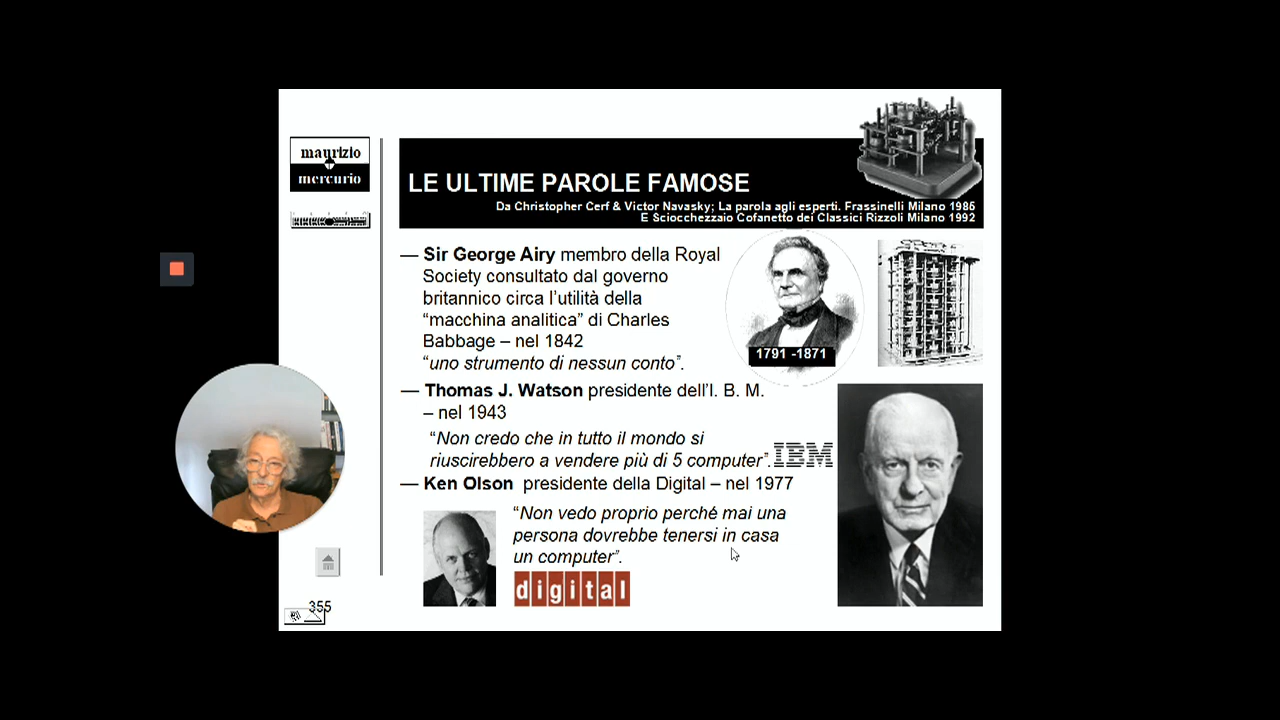 maurizio
mercurio
LE ULTIME PAROLE FAMOSE
Da Christopher Cerf & Victor Navasky; La parola agli esperti. Frassinelli Milano 1985
E Sciocchezzaio Cofanetto dei Classici Rizzoli Milano 1992
— Sir George Airy membro della Royal
Society consultato dal governo
britannico circa l'utilità della
“macchina analitica” di Charles
Babbage – nel 1842
“uno strumento di nessun conto”.
1791 -1871
— Thomas J. Watson presidente dell'I. B. M.
– nel 1943
“Non credo che in tutto il mondo si
riuscirebbero a vendere più di 5 computer”.
IBM
— Ken Olson presidente della Digital – nel 1977
“Non vedo proprio perché mai una
persona dovrebbe tenersi in casa
un computer”.
digital
355